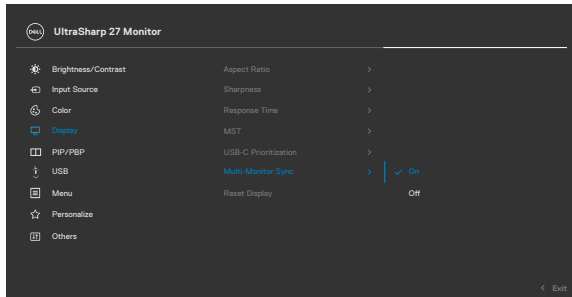 DELL UltraSharp 27 Monitor
Brightness/Contrast Aspect Ratio
Input Source Sharpness
Color Response Time
Display MST
PIP/PBP USB-C Prioritization
USB Multi-Monitor Sync On
Menu Reset Display Off
Personalize
Others
Exit